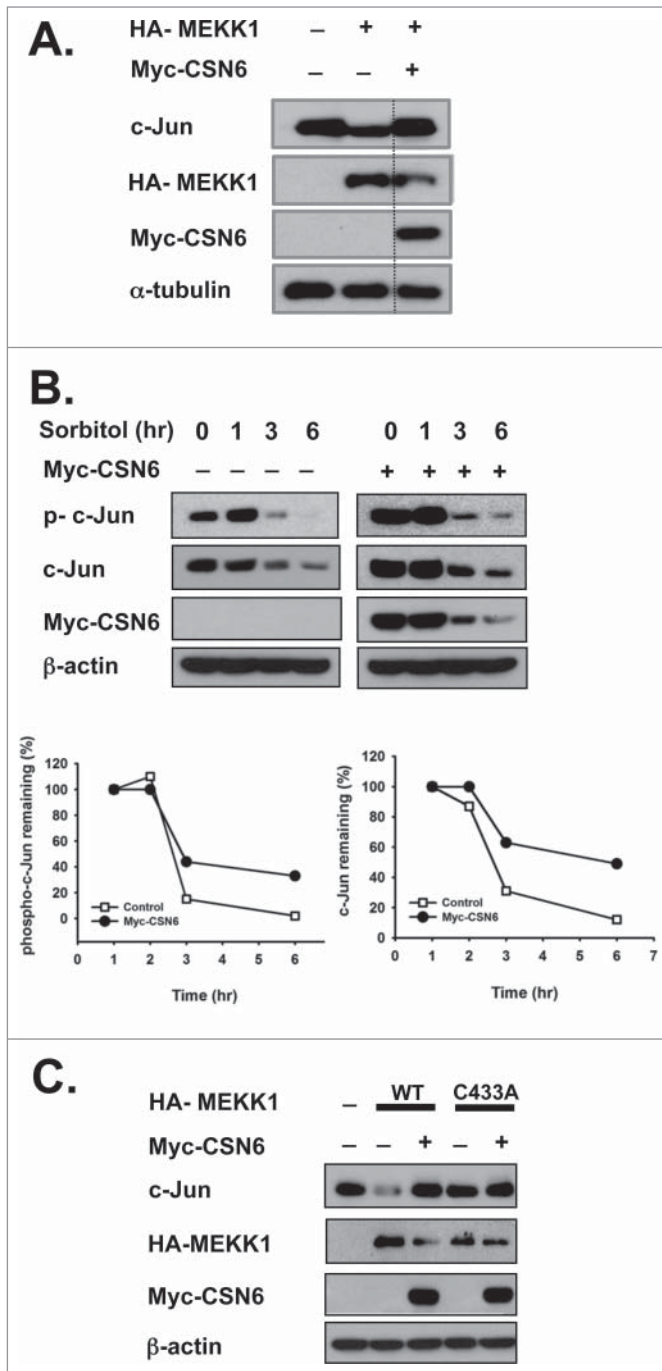 A.
HA- MEKK1 – + +
Myc-CSN6 – – +
c-Jun
HA- MEKK1
Myc-CSN6
α-tubulin
B.
Sorbitol (hr) 0 1 3 6 0 1 3 6
Myc-CSN6 – – – – + + + +
p- c-Jun
c-Jun
Myc-CSN6
β-actin
phospho-c-Jun remaining (%)
120
100
80
60
40
20
0
Control
Myc-CSN6
0 1 2 3 4 5 6
Time (hr)
c-Jun remaining (%)
120
100
80
60
40
20
0
Control
Myc-CSN6
0 1 2 3 4 5 6 7
Time (hr)
C.
HA- MEKK1 – WT C433A
Myc-CSN6 – – + – +
c-Jun
HA-MEKK1
Myc-CSN6
β-actin